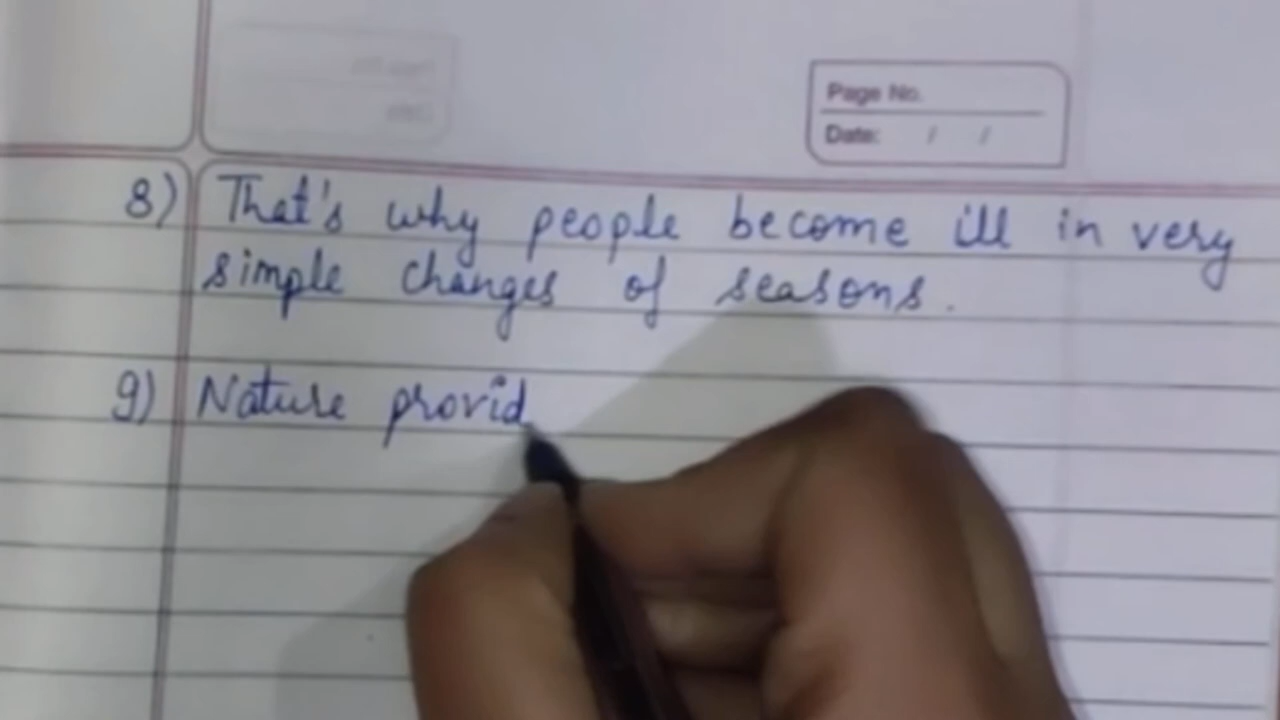 Page No.
Date: / /
8) That's why people become ill in very
simple changes of seasons.
9) Nature provid